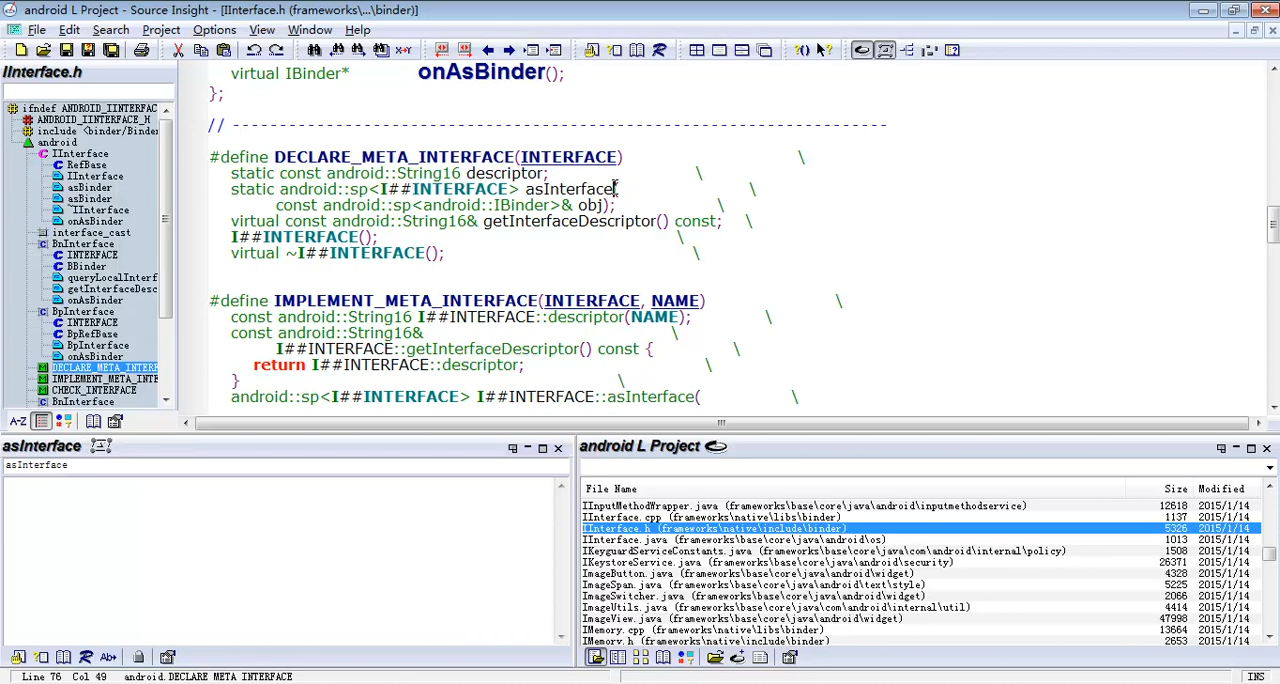 android L Project - Source Insight - [IInterface.h (frameworks\...\binder)]
File Edit Search Project Options View Window Help
IInterface.h
ifndef ANDROID_IINTERFAC
ANDROID_IINTERFACE_H
include <binder/Binder
android
IInterface
RefBase
IInterface
asBinder
asBinder
~IInterface
onAsBinder
interface_cast
BnInterface
INTERFACE
BBinder
queryLocalInterf
getInterfaceDesc
onAsBinder
BpInterface
INTERFACE
BpRefBase
BpInterface
onAsBinder
DECLARE_META_INTERF
IMPLEMENT_META_INTE
CHECK_INTERFACE
BnInterface
A-Z
virtual IBinder* onAsBinder();
};
// ----------------------------------------------------------------------
#define DECLARE_META_INTERFACE(INTERFACE) \
static const android::String16 descriptor; \
static android::sp<I##INTERFACE> asInterface( \
const android::sp<android::IBinder>& obj); \
virtual const android::String16& getInterfaceDescriptor() const; \
I##INTERFACE(); \
virtual ~I##INTERFACE(); \
#define IMPLEMENT_META_INTERFACE(INTERFACE, NAME) \
const android::String16 I##INTERFACE::descriptor(NAME); \
const android::String16& \
I##INTERFACE::getInterfaceDescriptor() const { \
return I##INTERFACE::descriptor; \
} \
android::sp<I##INTERFACE> I##INTERFACE::asInterface( \
asInterface
asInterface
android L Project
File Name Size Modified
IInputMethodWrapper.java (frameworks\base\core\java\android\inputmethodservice) 12618 2015/1/14
IInterface.cpp (frameworks\native\libs\binder) 1137 2015/1/14
IInterface.h (frameworks\native\include\binder) 5326 2015/1/14
IInterface.java (frameworks\base\core\java\android\os) 1013 2015/1/14
IKeyguardServiceConstants.java (frameworks\base\core\java\com\android\internal\policy) 1508 2015/1/14
IKeystoreService.java (frameworks\base\core\java\android\security) 26371 2015/1/14
ImageButton.java (frameworks\base\core\java\android\widget) 4328 2015/1/14
ImageSpan.java (frameworks\base\core\java\android\text\style) 5225 2015/1/14
ImageSwitcher.java (frameworks\base\core\java\android\widget) 2066 2015/1/14
ImageUtils.java (frameworks\base\core\java\com\android\internal\util) 4414 2015/1/14
ImageView.java (frameworks\base\core\java\android\widget) 47998 2015/1/14
IMemory.cpp (frameworks\native\libs\binder) 13664 2015/1/14
IMemory.h (frameworks\native\include\binder) 2653 2015/1/14
Line 76 Col 49 android.DECLARE_META_INTERFACE INS